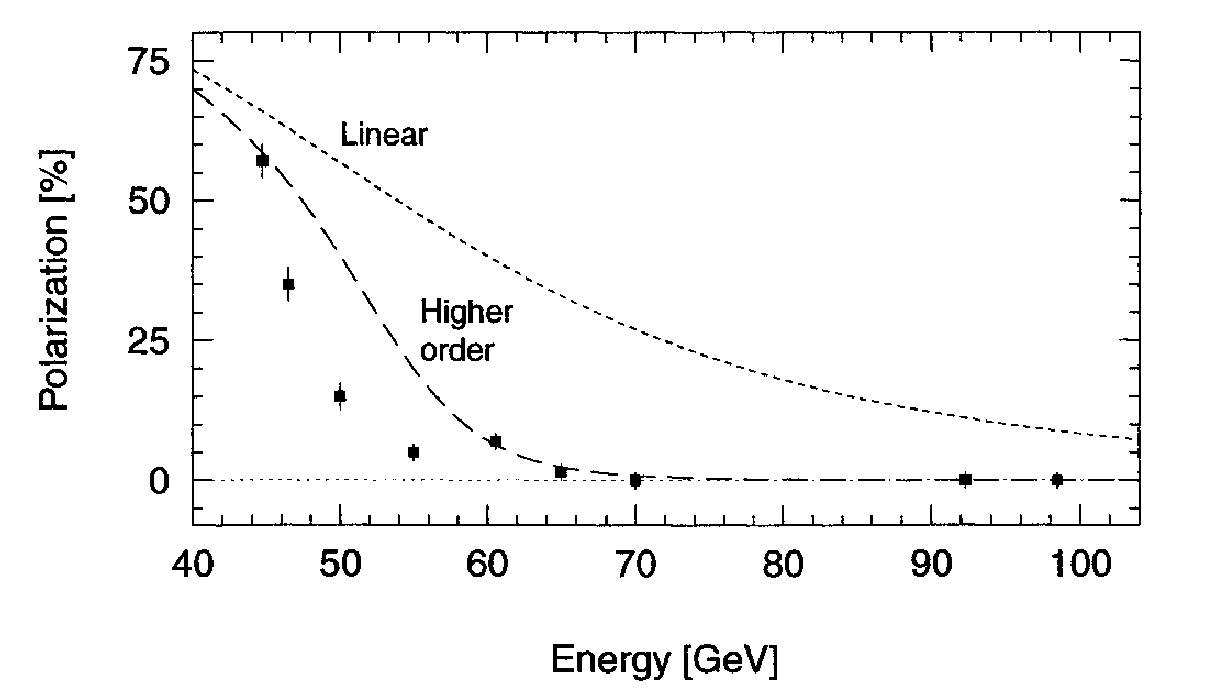 75
50
25
0
Polarization [%]
Linear
Higher
order
40 50 60 70 80 90 100
Energy [GeV]